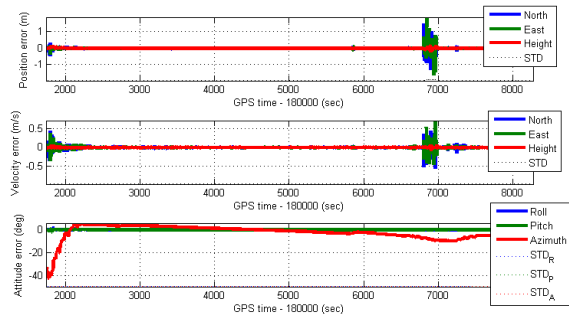 Position error (m)
1
0
-1
2000 3000 4000 5000 6000 7000 8000
GPS time - 180000 (sec)
North
East
Height
STD
Velocity error (m/s)
0.5
0
-0.5
2000 3000 4000 5000 6000 7000 8000
GPS time - 180000 (sec)
North
East
Height
STD
Attitude error (deg)
0
-20
-40
2000 3000 4000 5000 6000 7000
GPS time - 180000 (sec)
Roll
Pitch
Azimuth
STD_R
STD_P
STD_A